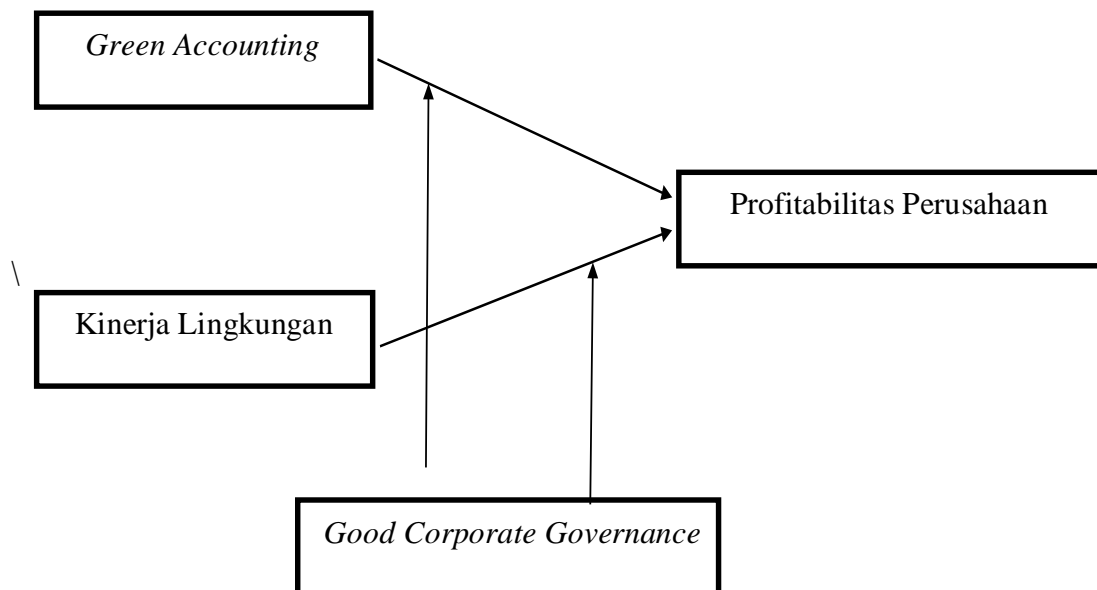 Green Accounting
Profitabilitas Perusahaan
\
Kinerja Lingkungan
Good Corporate Governance